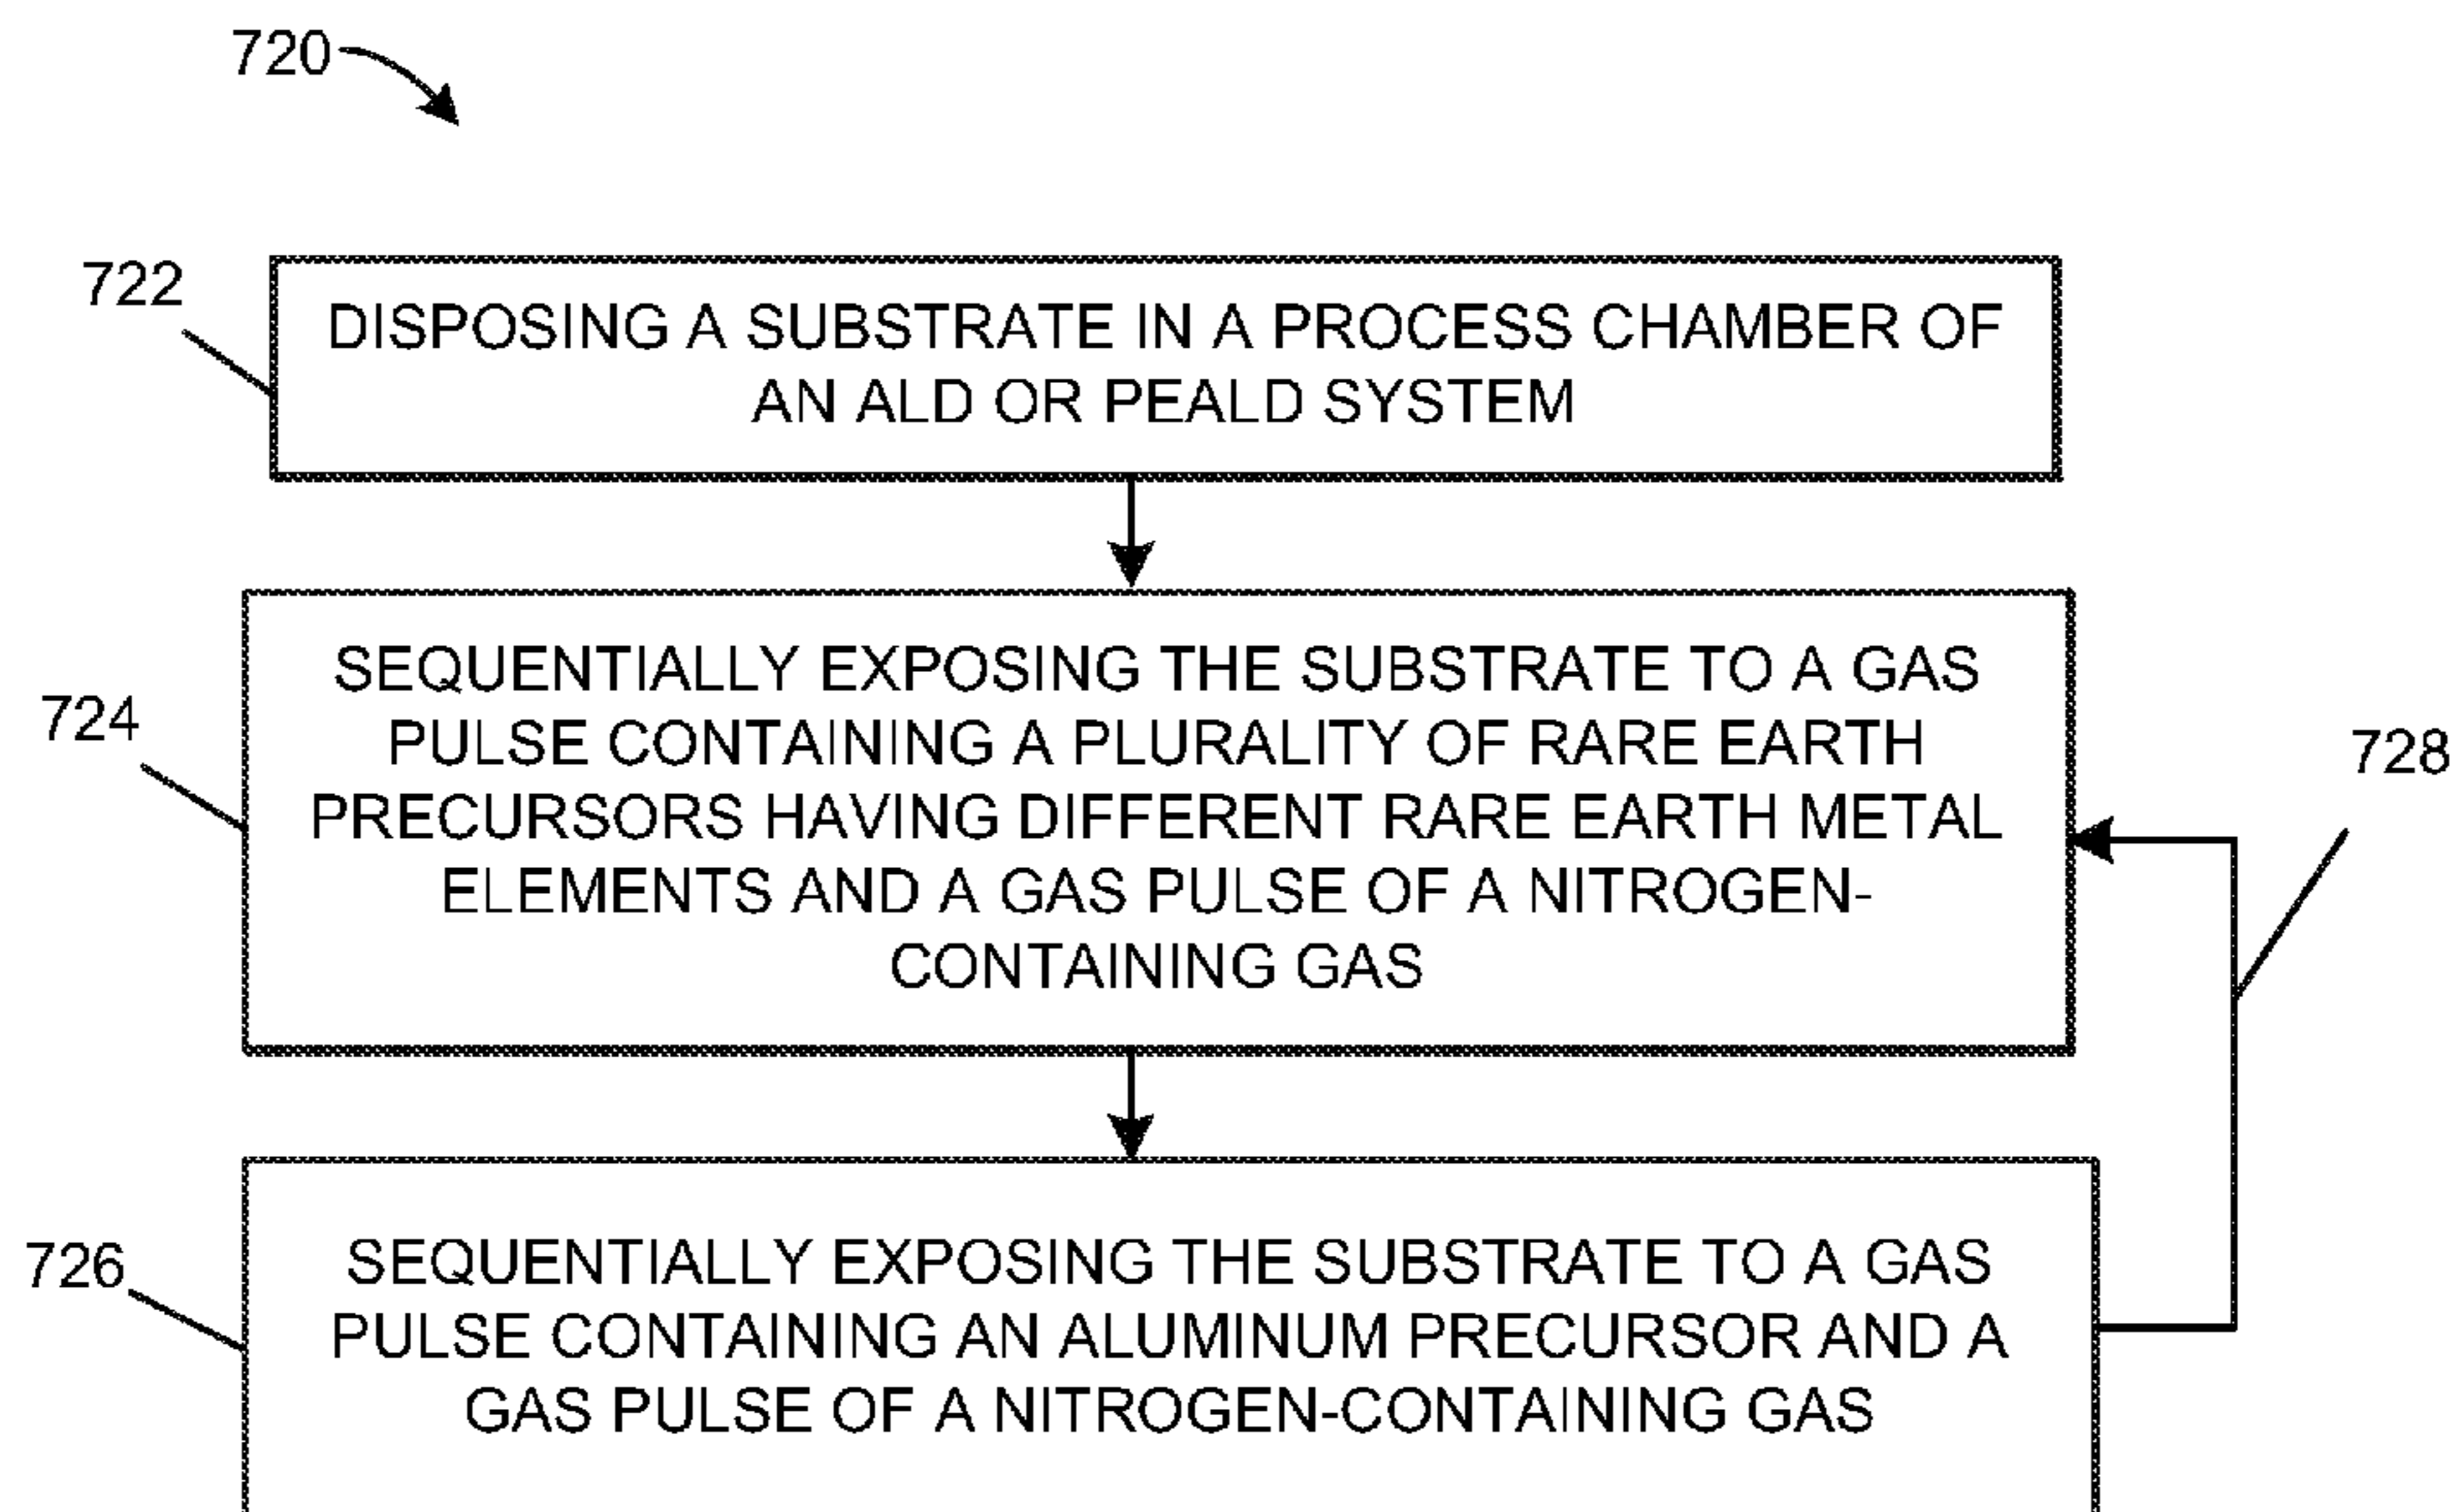 720
722
DISPOSING A SUBSTRATE IN A PROCESS CHAMBER OF
AN ALD OR PEALD SYSTEM
724
SEQUENTIALLY EXPOSING THE SUBSTRATE TO A GAS
PULSE CONTAINING A PLURALITY OF RARE EARTH
PRECURSORS HAVING DIFFERENT RARE EARTH METAL
ELEMENTS AND A GAS PULSE OF A NITROGEN-
CONTAINING GAS
728
726
SEQUENTIALLY EXPOSING THE SUBSTRATE TO A GAS
PULSE CONTAINING AN ALUMINUM PRECURSOR AND A
GAS PULSE OF A NITROGEN-CONTAINING GAS